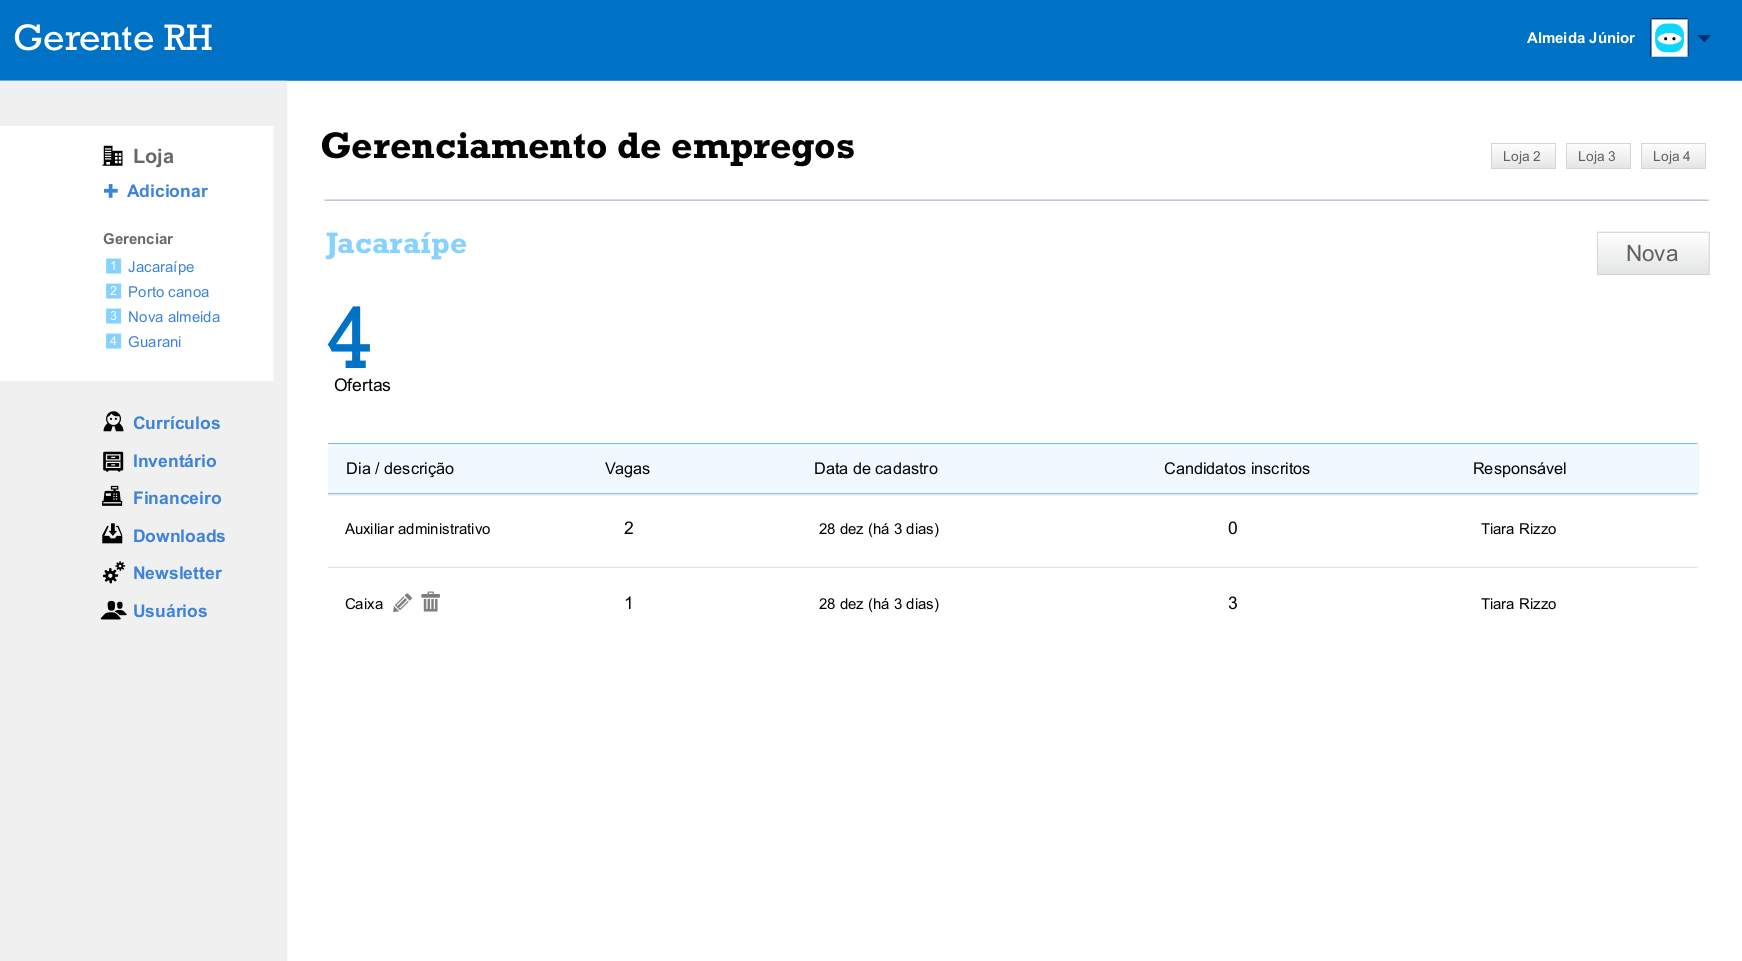 Gerente RH
Almeida Júnior
Loja
Adicionar
Gerenciar
1 Jacaraípe
2 Porto canoa
3 Nova almeida
4 Guarani
Currículos
Inventário
Financeiro
Downloads
Newsletter
Usuários
Gerenciamento de empregos
Loja 2 Loja 3 Loja 4
Jacaraípe
Nova
4
Ofertas
Dia / descrição Vagas Data de cadastro Candidatos inscritos Responsável
Auxiliar administrativo 2 28 dez (há 3 dias) 0 Tiara Rizzo
Caixa 1 28 dez (há 3 dias) 3 Tiara Rizzo